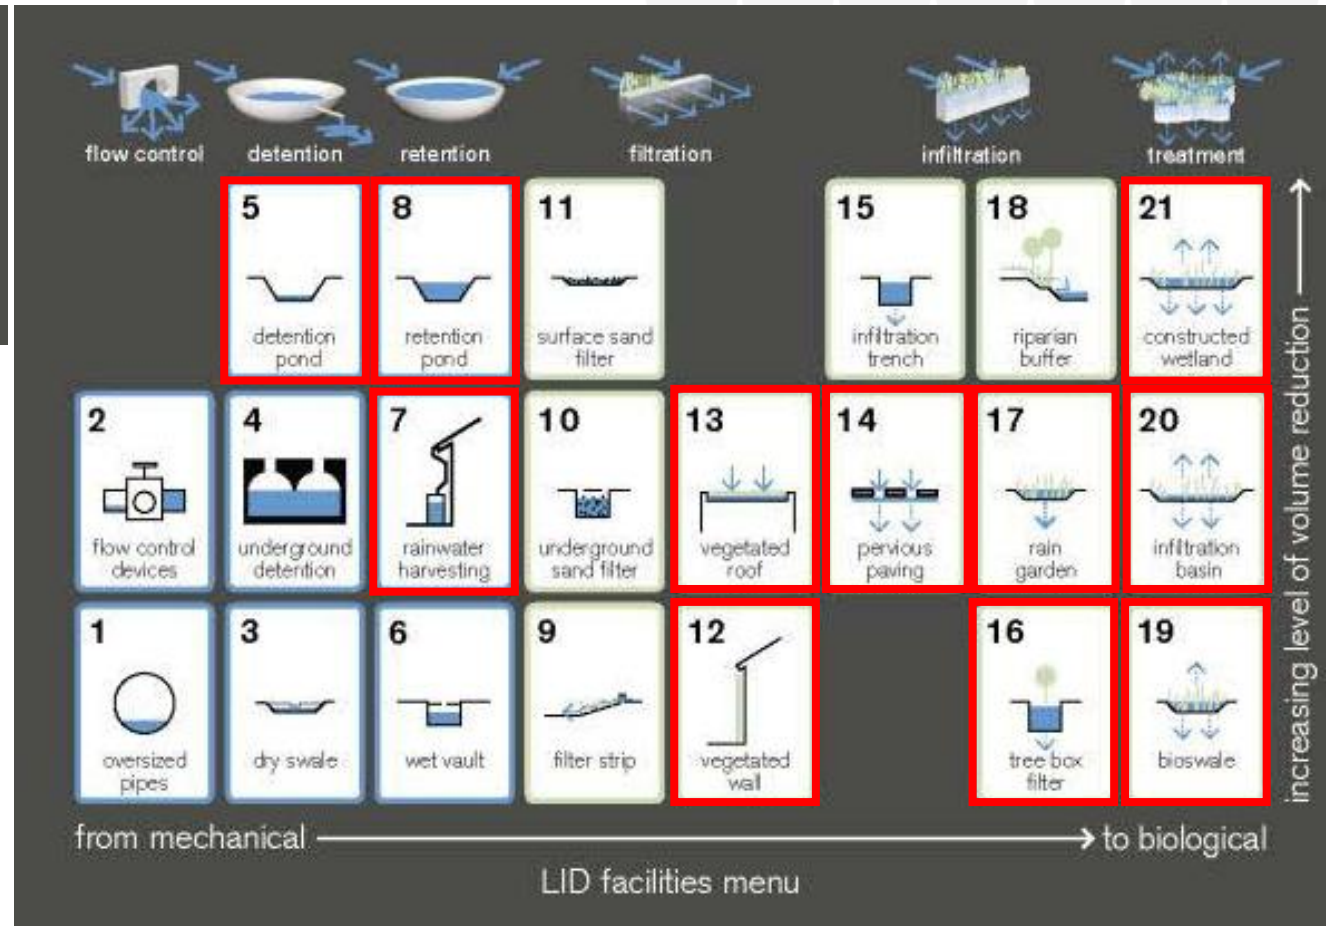 flow control
detention
retention
filtration
infiltration
treatment
5
detention
pond
8
retention
pond
11
surface sand
filter
15
infiltration
trench
18
riparian
buffer
21
constructed
wetland
2
flow control
devices
4
underground
detention
7
rainwater
harvesting
10
underground
sand filter
13
vegetated
roof
14
pervious
paving
17
rain
garden
20
infiltration
basin
1
oversized
pipes
3
dry swale
6
wet vault
9
filter strip
12
vegetated
wall
16
tree box
filter
19
bioswale
increasing level of volume reduction
from mechanical
to biological
LID facilities menu